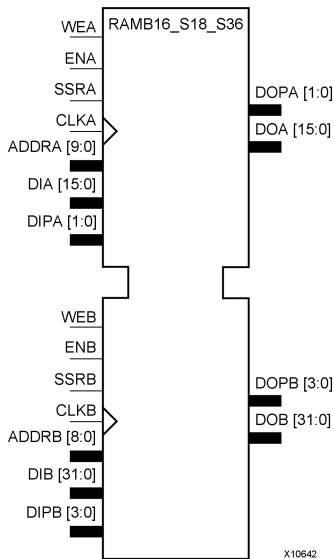 RAMB16_S18_S36
WEA
ENA
SSRA
CLKA
ADDRA [9:0]
DIA [15:0]
DIPA [1:0]
DOPA [1:0]
DOA [15:0]
WEB
ENB
SSRB
CLKB
ADDRB [8:0]
DIB [31:0]
DIPB [3:0]
DOPB [3:0]
DOB [31:0]
X10642